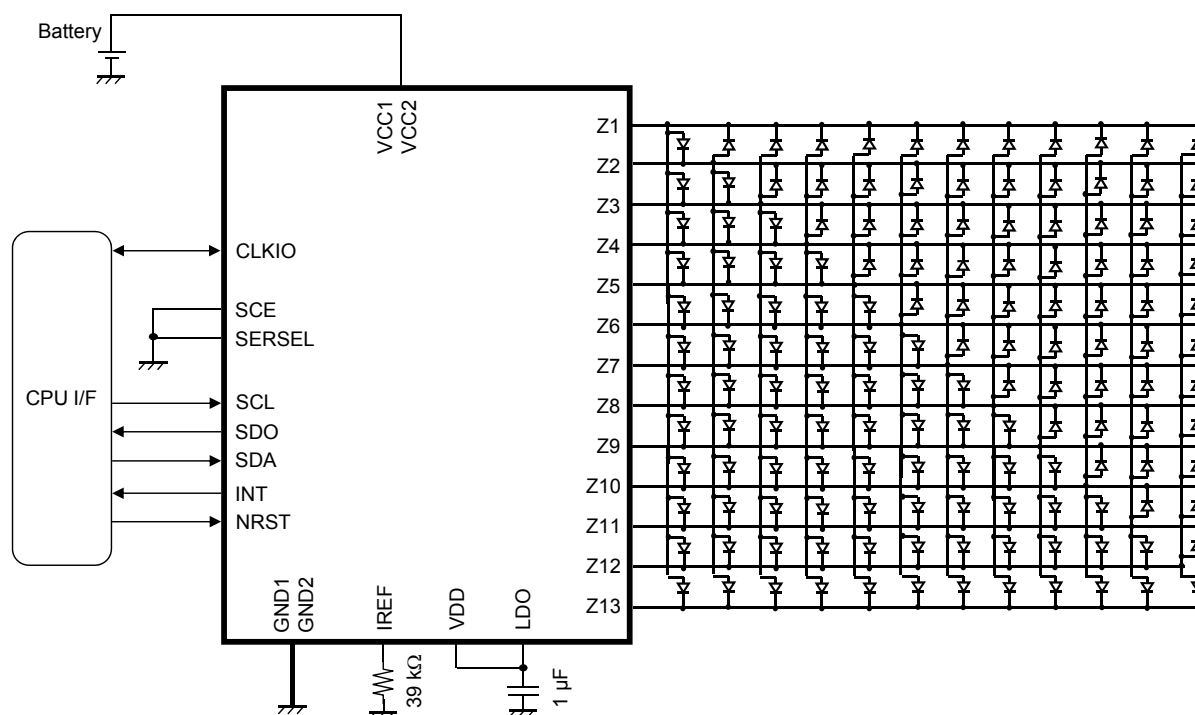 Battery
VCC1
VCC2
Z1
Z2
Z3
Z4
Z5
Z6
Z7
Z8
Z9
Z10
Z11
Z12
Z13
CLKIO
SCE
SERSEL
CPU I/F
SCL
SDO
SDA
INT
NRST
GND1
GND2
IREF
VDD
LDO
39 kΩ
1 µF